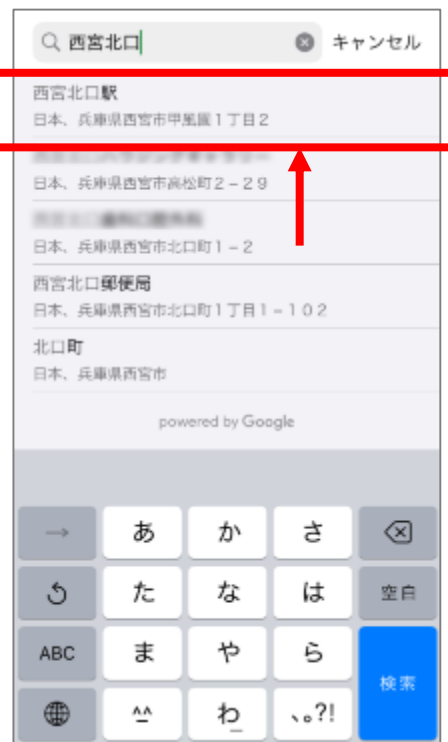 西宮北口
キャンセル
西宮北口駅
日本、兵庫県西宮市甲風園1丁目2
日本、兵庫県西宮市高松町2−29
日本、兵庫県西宮市北口町1−2
西宮北口郵便局
日本、兵庫県西宮市北口町1丁目1−102
北口町
日本、兵庫県西宮市
powered by Google
→ あ か さ
た な は 空白
ABC ま や ら
検索
^^ わ 、。?!